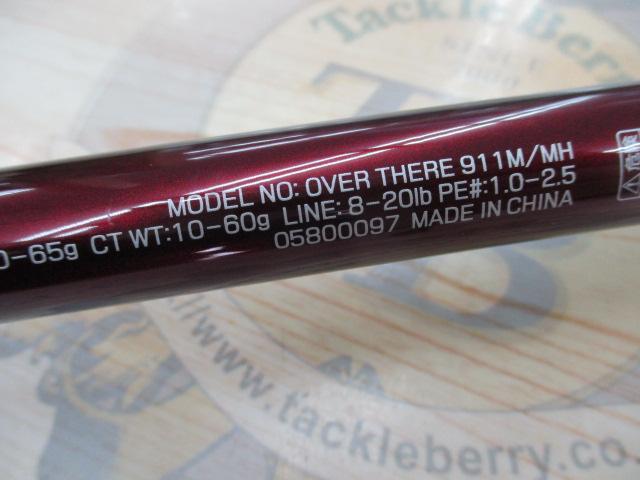 Tackle Berry
SINCE
MODEL NO: OVER THERE 911M/MH
0-65g CT WT:10-60g LINE: 8-20lb PE#:1.0-2.5
05800097 MADE IN CHINA
www.tackleberry.co.